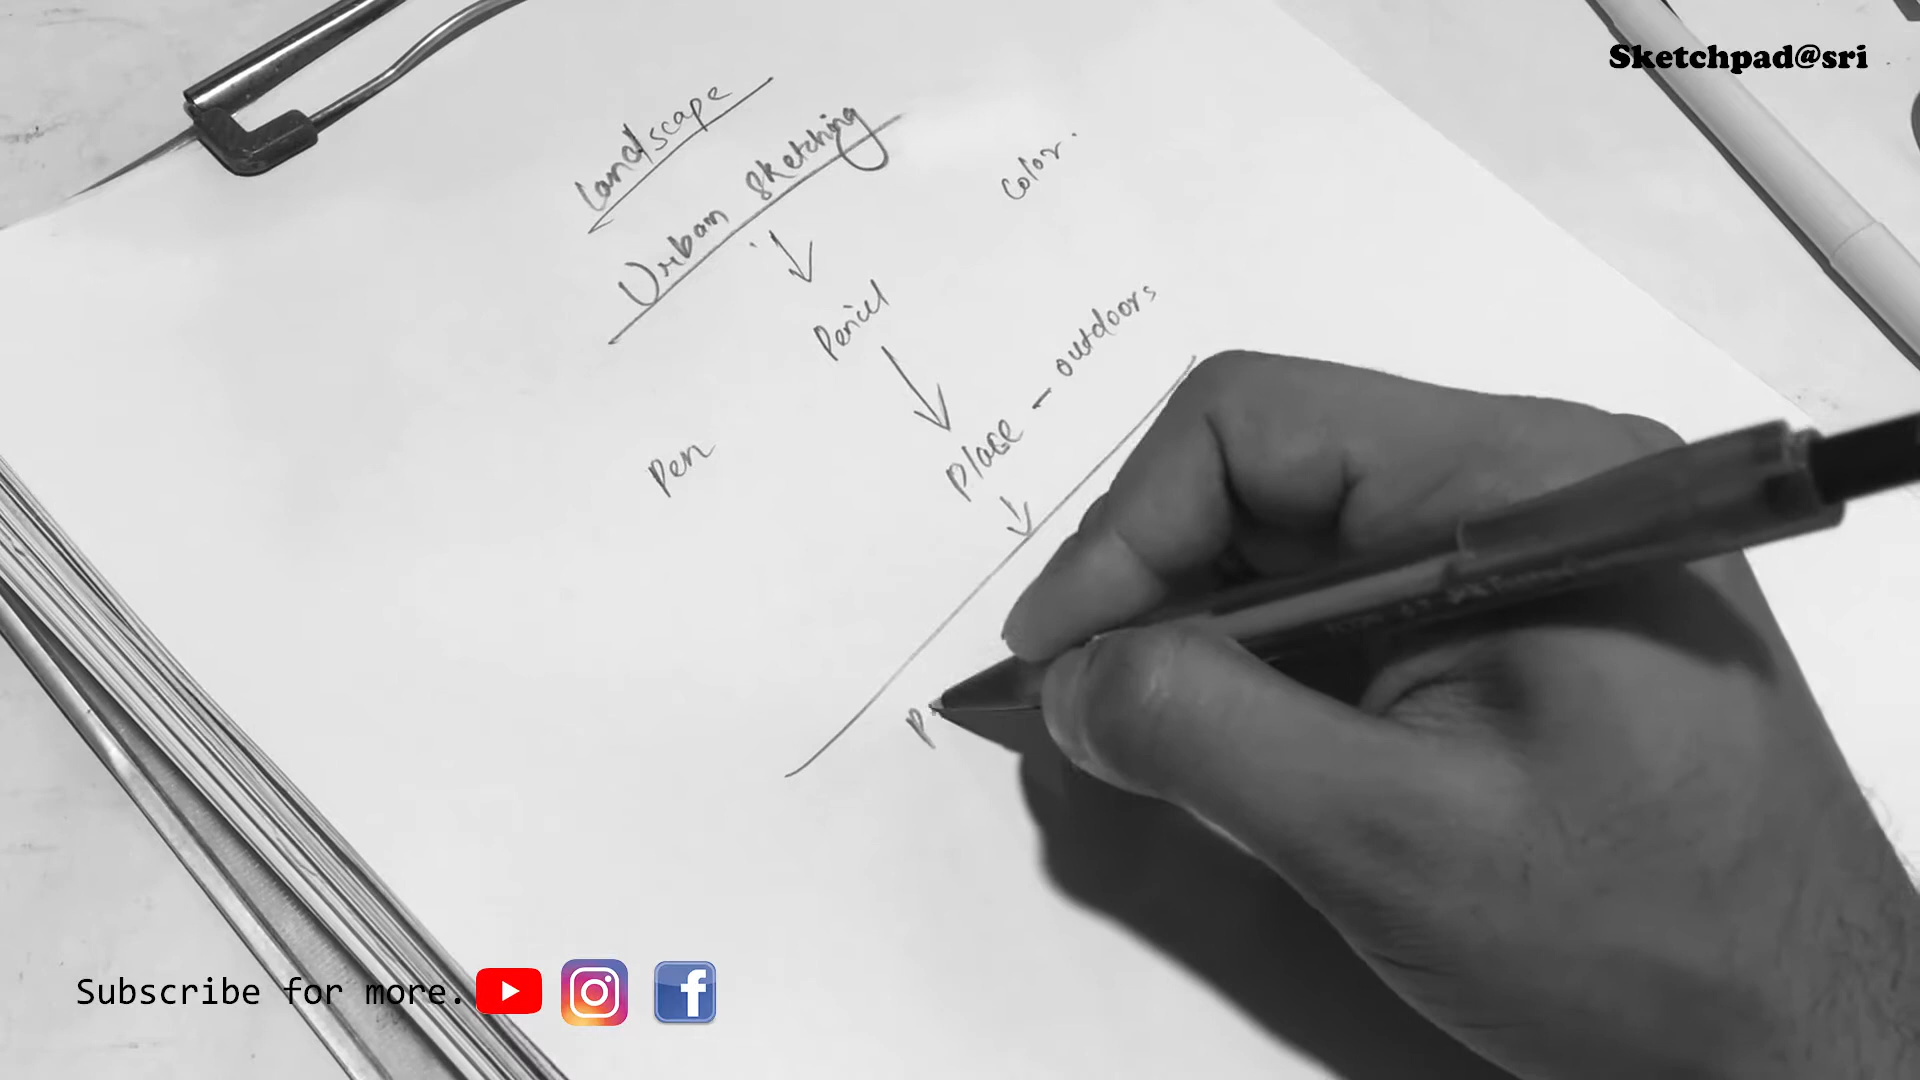 Sketchpad@sri
Landscape
Urban sketching
Color.
Pencil
Place - outdoors
Pen
P
Subscribe for more.